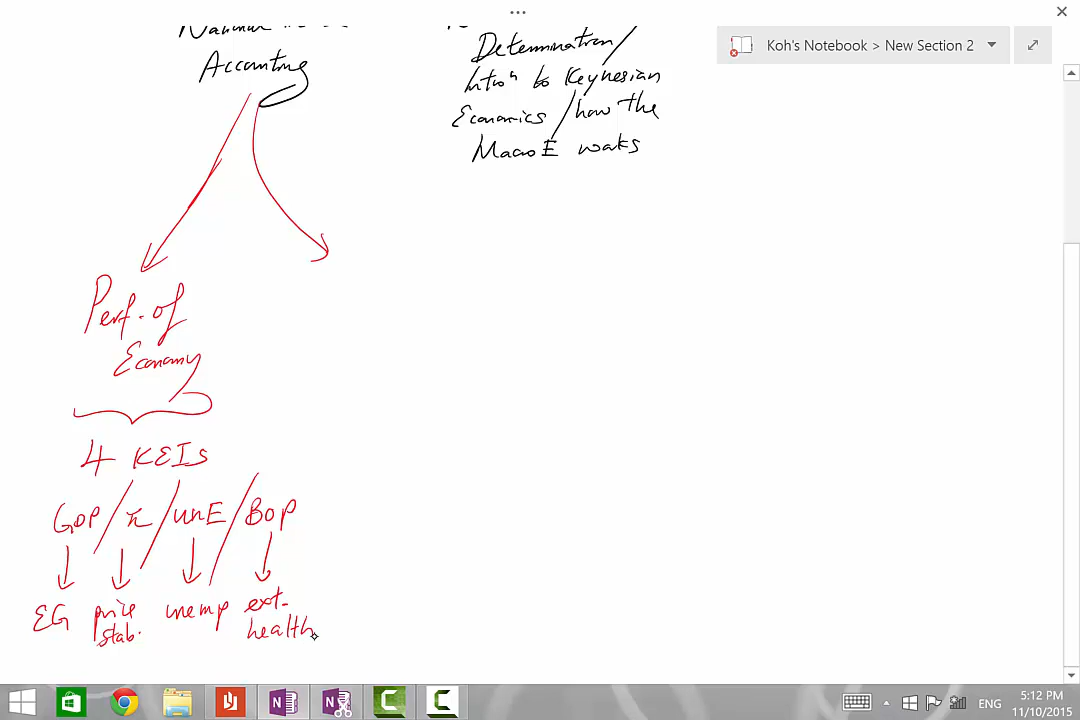 Accounting
Determination/
Intro to Keynesian
Economics / how the
Macro E works
Koh's Notebook > New Section 2
Perf. of
Economy
4 KEIs
GDP / π / UnE / BOP
EG price unemp ext.
stab. health
ENG
5:12 PM
11/10/2015